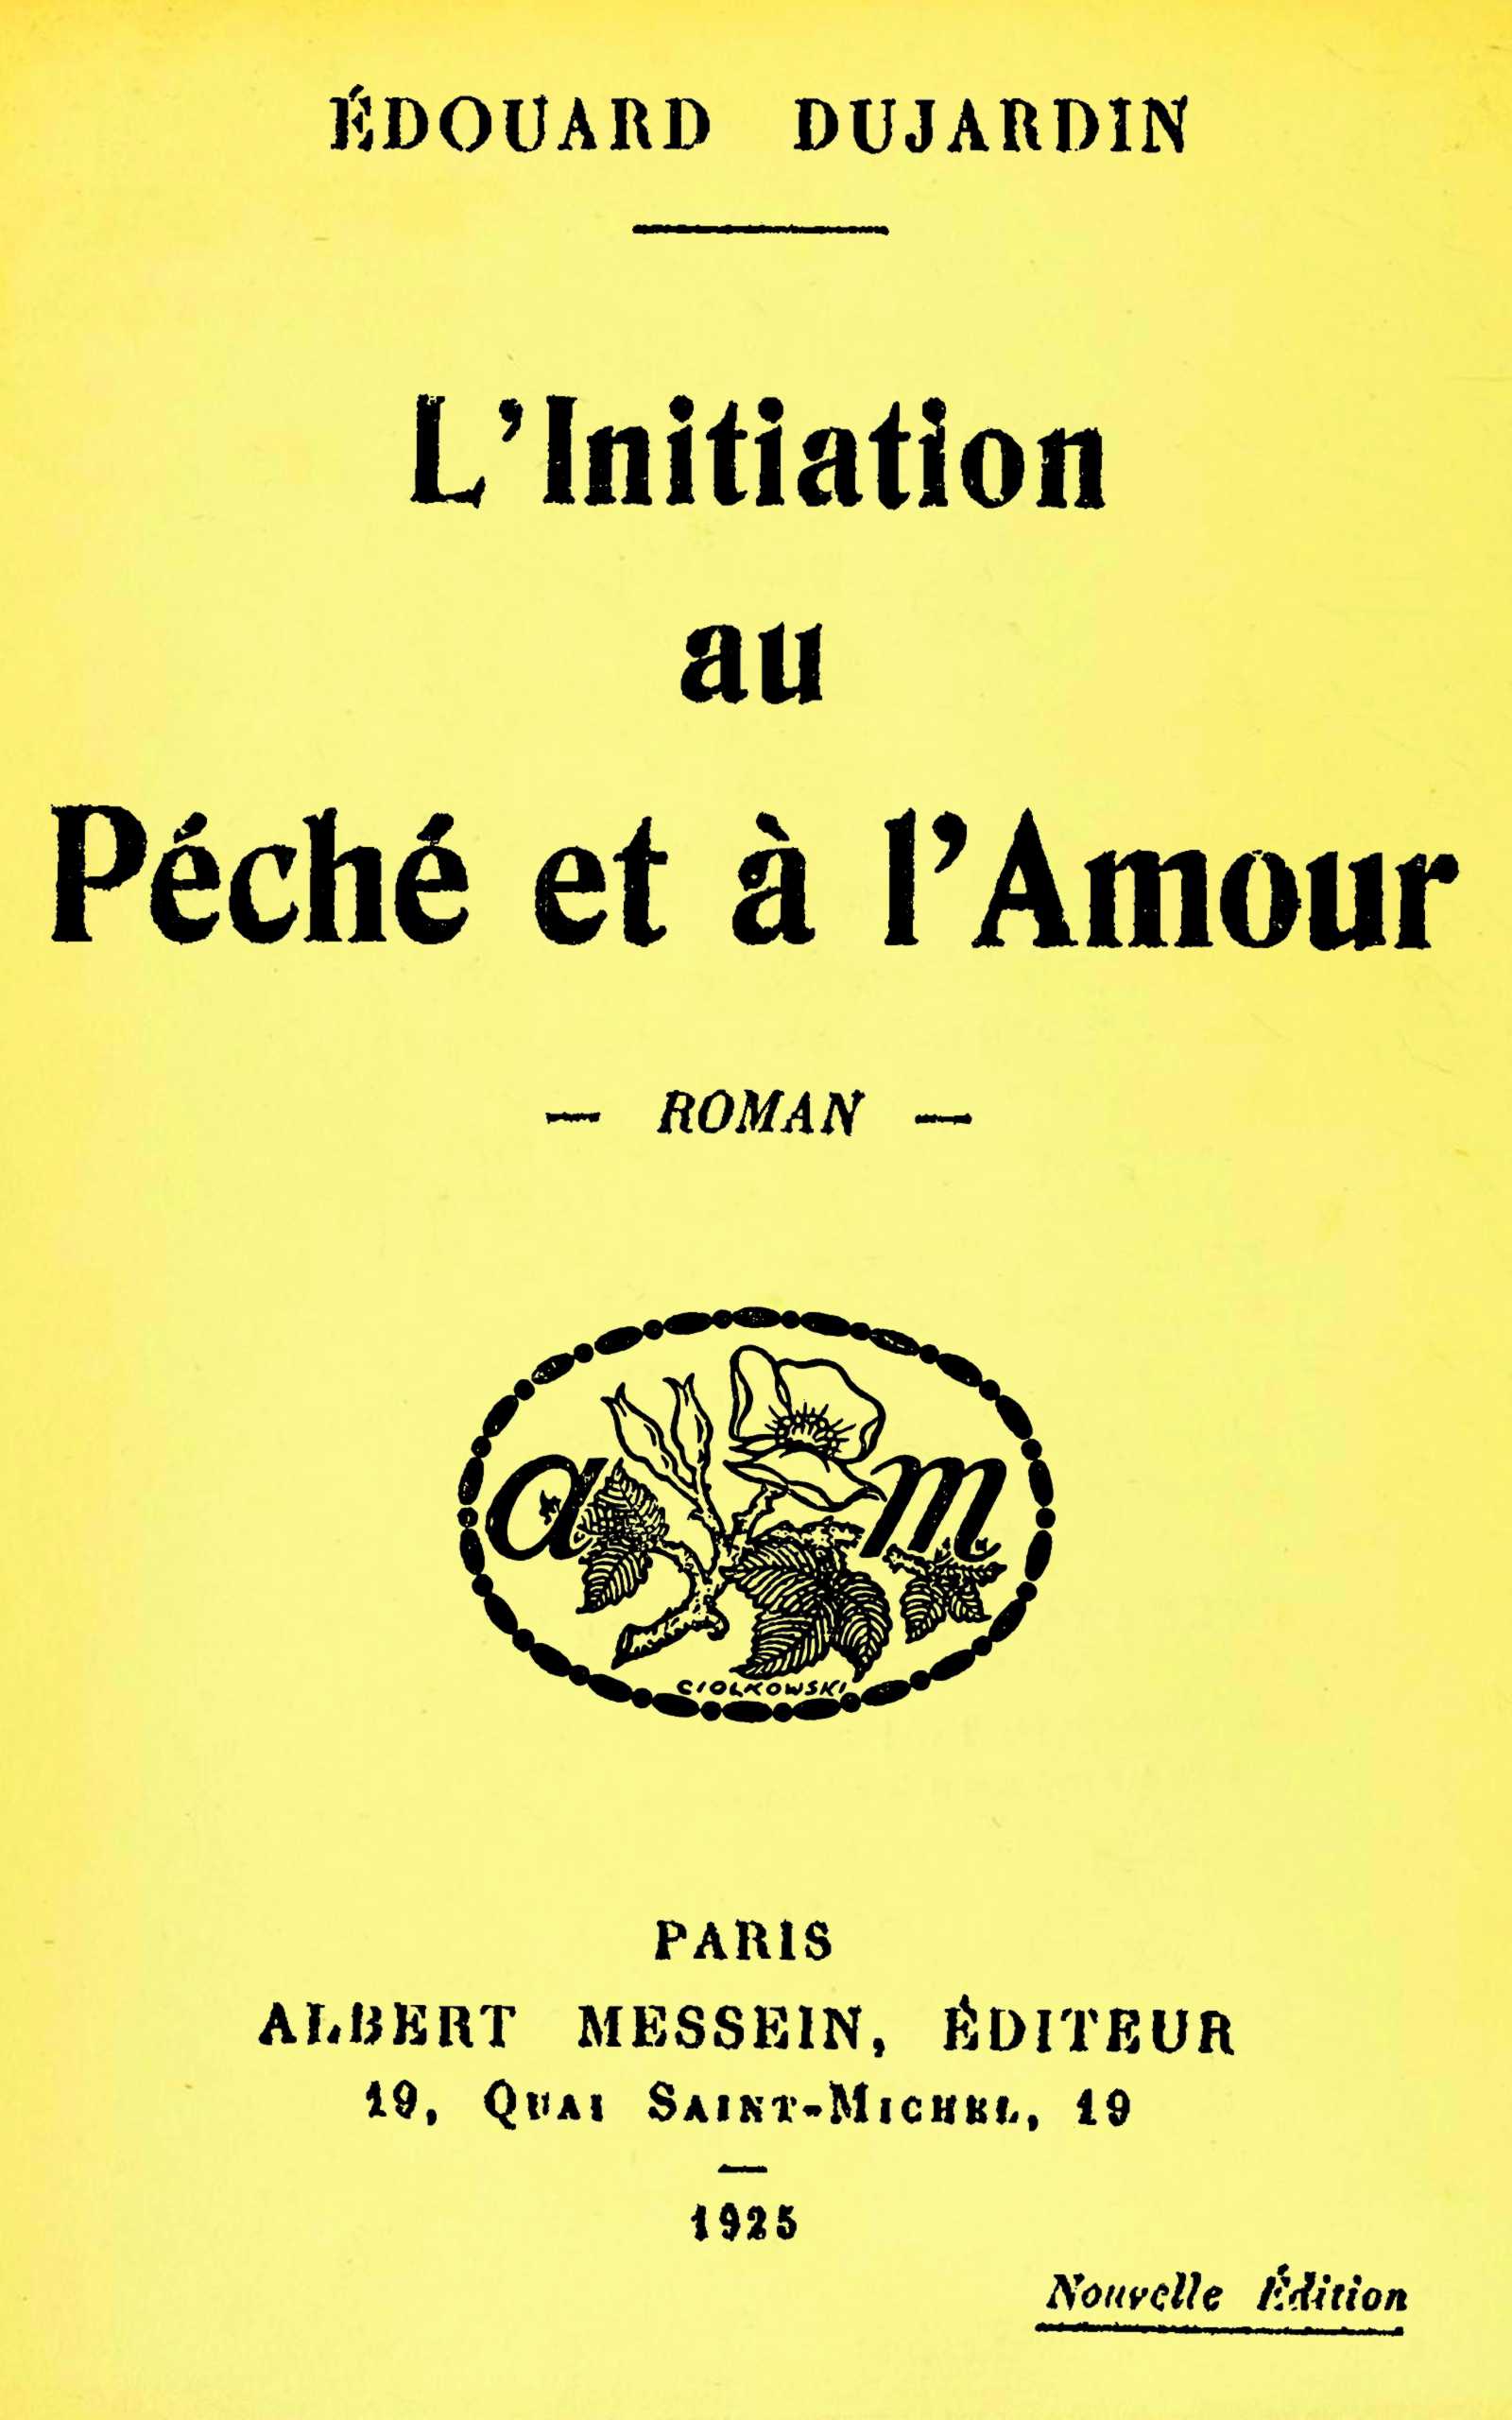 ÉDOUARD DUJARDIN
L'Initiation
au
Péché et à l'Amour
— ROMAN —
a m
CIOLKOWSKI
PARIS
ALBERT MESSEIN, ÉDITEUR
19, QUAI SAINT-MICHEL, 19
1925
Nouvelle Édition